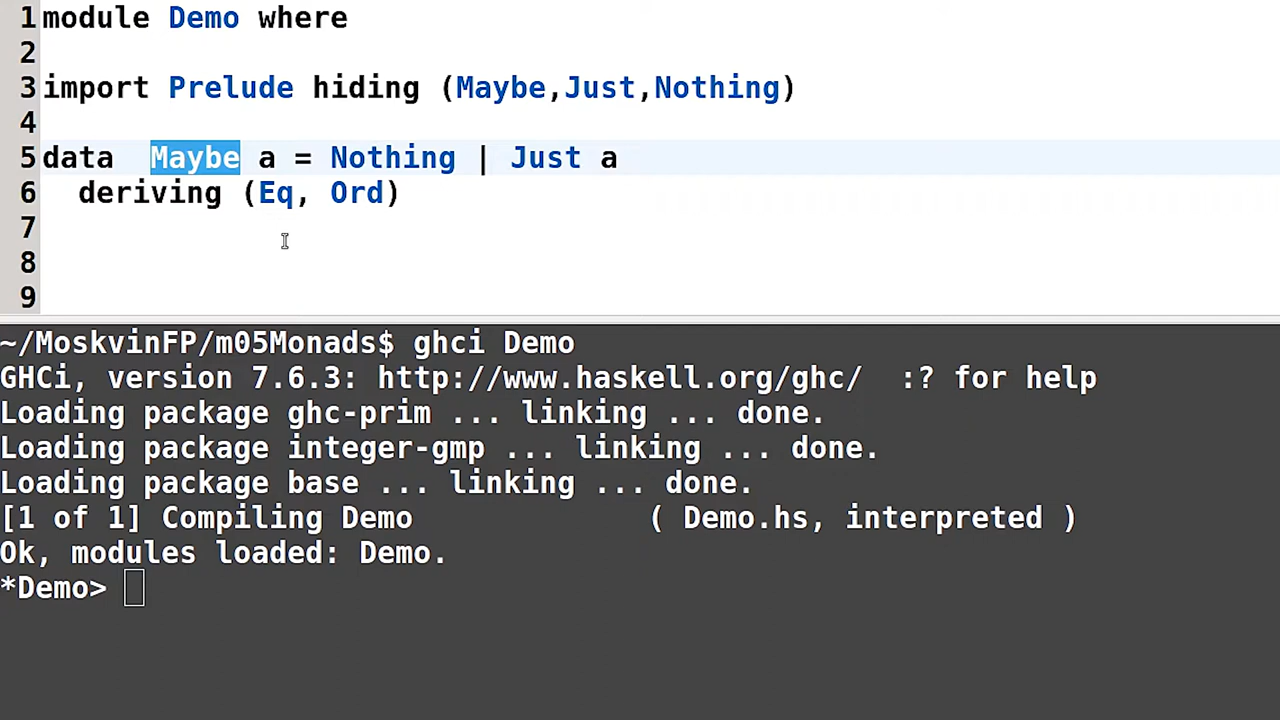 1 module Demo where
2
3 import Prelude hiding (Maybe,Just,Nothing)
4
5 data  Maybe a = Nothing | Just a
6   deriving (Eq, Ord)
7
8
9
~/MoskvinFP/m05Monads$ ghci Demo
GHCi, version 7.6.3: http://www.haskell.org/ghc/  :? for help
Loading package ghc-prim ... linking ... done.
Loading package integer-gmp ... linking ... done.
Loading package base ... linking ... done.
[1 of 1] Compiling Demo             ( Demo.hs, interpreted )
Ok, modules loaded: Demo.
*Demo>